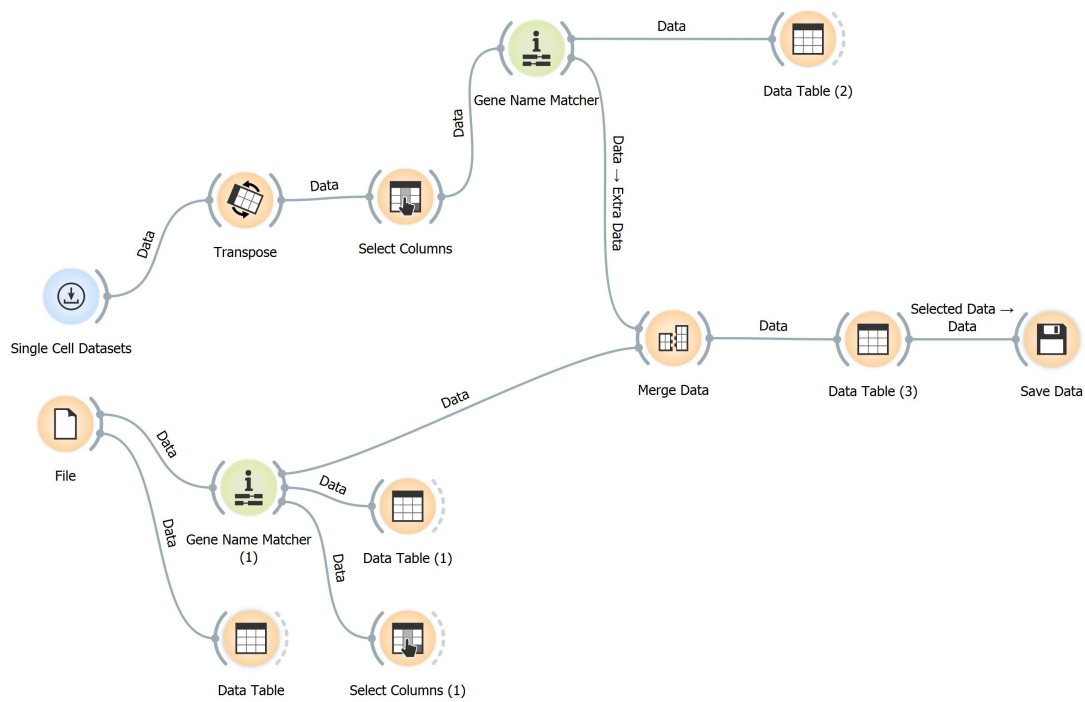 Data
Data Table (2)
Gene Name Matcher
Data
Data → Extra Data
Data
Select Columns
Transpose
Data
Single Cell Datasets
Selected Data →
Data
Data
Merge Data
Data Table (3)
Save Data
Data
File
Data
Data
Gene Name Matcher
(1)
Data Table (1)
Data
Data
Data Table
Select Columns (1)